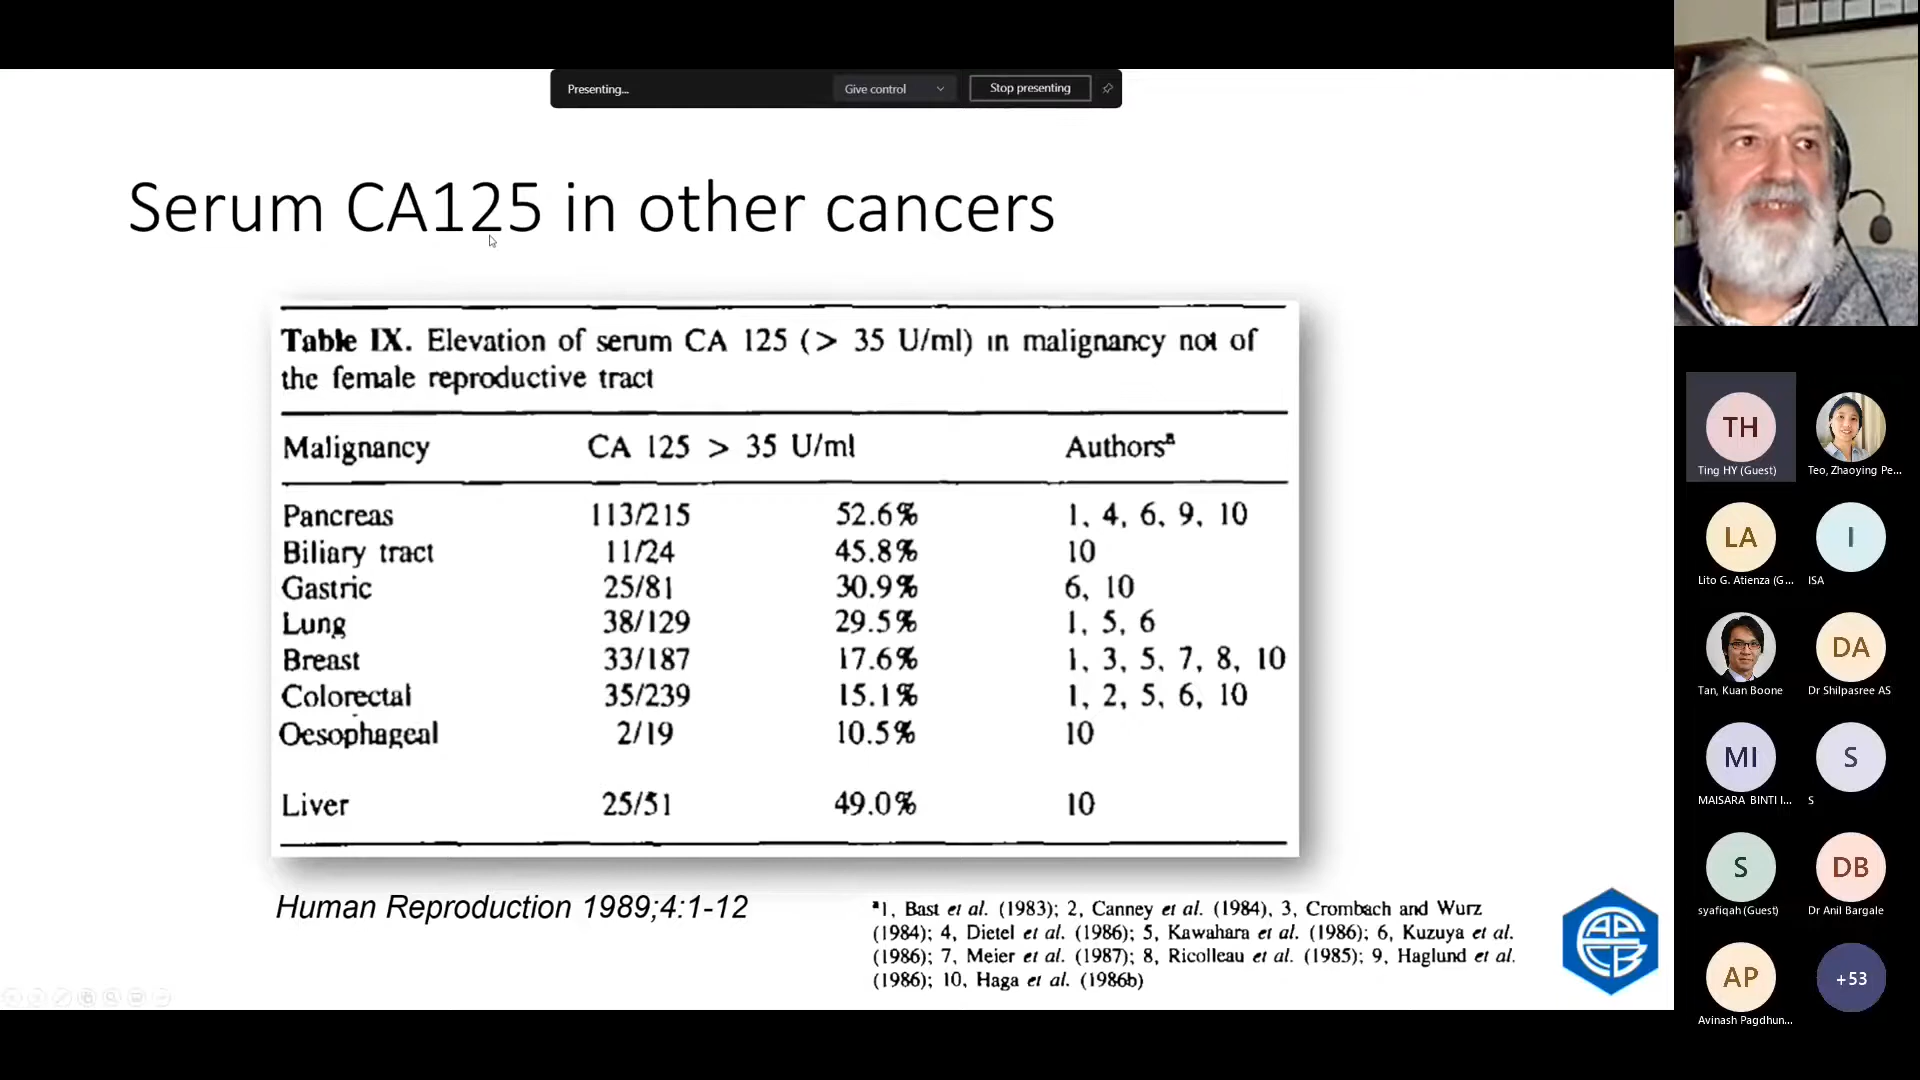 Presenting...
Give control
Stop presenting
Serum CA125 in other cancers
Table IX. Elevation of serum CA 125 (> 35 U/ml) in malignancy not of
the female reproductive tract
Malignancy CA 125 > 35 U/ml Authorsª
Pancreas 113/215 52.6% 1, 4, 6, 9, 10
Biliary tract 11/24 45.8% 10
Gastric 25/81 30.9% 6, 10
Lung 38/129 29.5% 1, 5, 6
Breast 33/187 17.6% 1, 3, 5, 7, 8, 10
Colorectal 35/239 15.1% 1, 2, 5, 6, 10
Oesophageal 2/19 10.5% 10
Liver 25/51 49.0% 10
Human Reproduction 1989;4:1-12
ª1, Bast et al. (1983); 2, Canney et al. (1984), 3, Crombach and Wurz
(1984); 4, Dietel et al. (1986); 5, Kawahara et al. (1986); 6, Kuzuya et al.
(1986); 7, Meier et al. (1987); 8, Ricolleau et al. (1985); 9, Haglund et al.
(1986); 10, Haga et al. (1986b)
APFCB
TH
Ting HY (Guest)
Teo, Zhaoying Pe...
LA
Lito G. Atienza (G...
I
ISA
Tan, Kuan Boone
DA
Dr Shilpasree AS
MI
MAISARA BINTI I...
S
S
S
syafiqah (Guest)
DB
Dr Anil Bargale
AP
Avinash Pagdhun...
+53